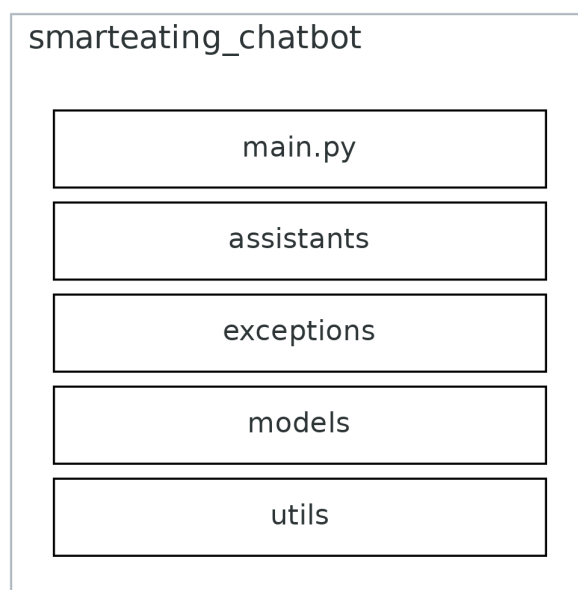 smarteating_chatbot
main.py
assistants
exceptions
models
utils